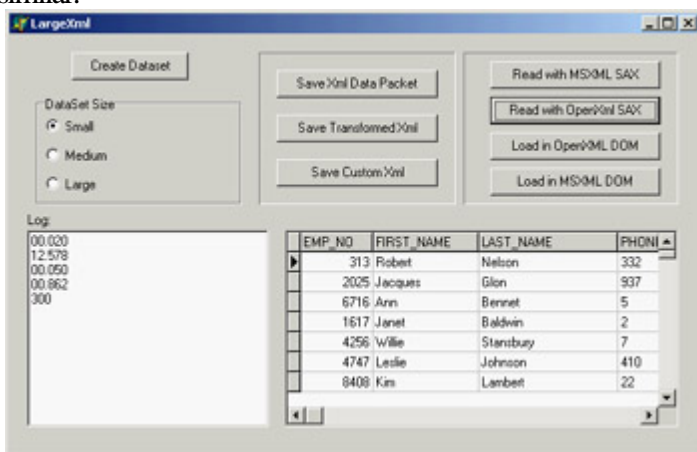 similar:
LargeXml
Create Dataset
DataSet Size
Small
Medium
Large
Save Xml Data Packet
Save Transformed Xml
Save Custom Xml
Read with MSXML SAX
Read with OpenXml SAX
Load in OpenXML DOM
Load in MSXML DOM
Log:
00.020
12.578
00.050
00.862
300
EMP_NO FIRST_NAME LAST_NAME PHON
313 Robert Nelson 332
2025 Jacques Glon 937
6716 Ann Bennet 5
1617 Janet Baldwin 2
4256 Willie Stansbury 7
4747 Leslie Johnson 410
8408 Kim Lambert 22